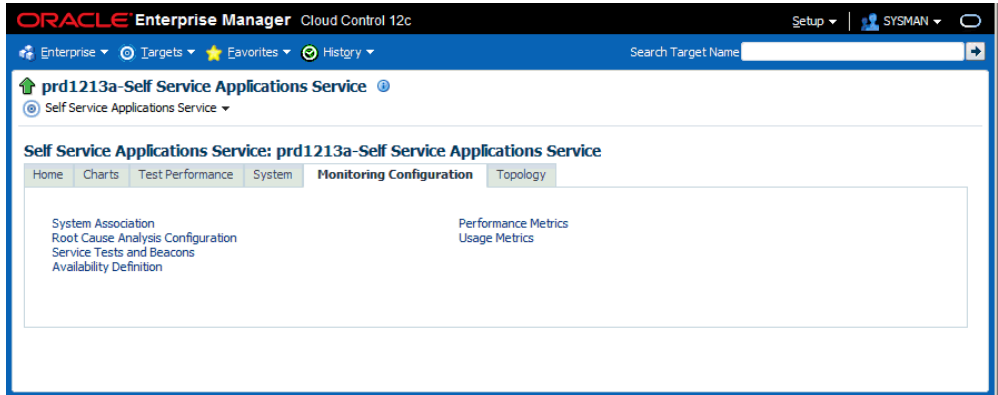 ORACLE Enterprise Manager Cloud Control 12c
Setup SYSMAN
Enterprise Targets Favorites History Search Target Name
prd1213a-Self Service Applications Service
Self Service Applications Service
Self Service Applications Service: prd1213a-Self Service Applications Service
Home Charts Test Performance System Monitoring Configuration Topology
System Association Performance Metrics
Root Cause Analysis Configuration Usage Metrics
Service Tests and Beacons
Availability Definition